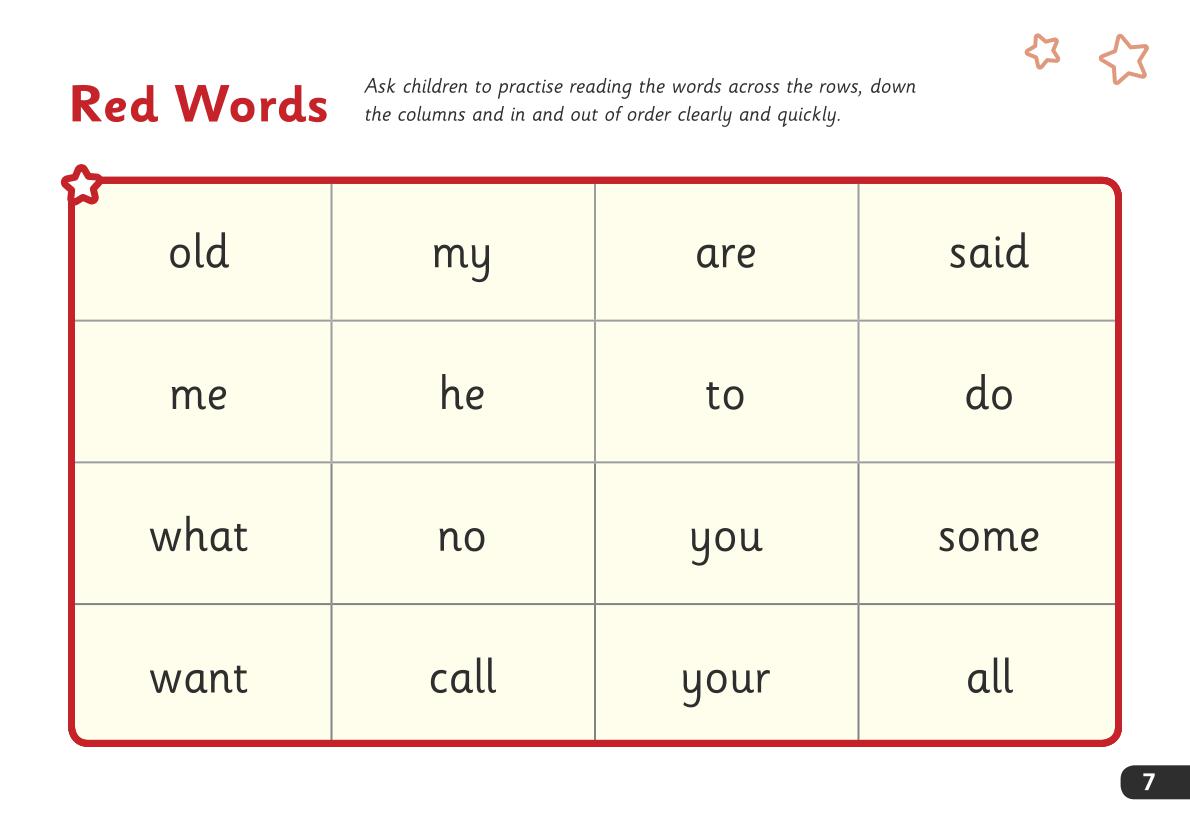 Red Words
Ask children to practise reading the words across the rows, down
the columns and in and out of order clearly and quickly.
old my are said
me he to do
what no you some
want call your all
7